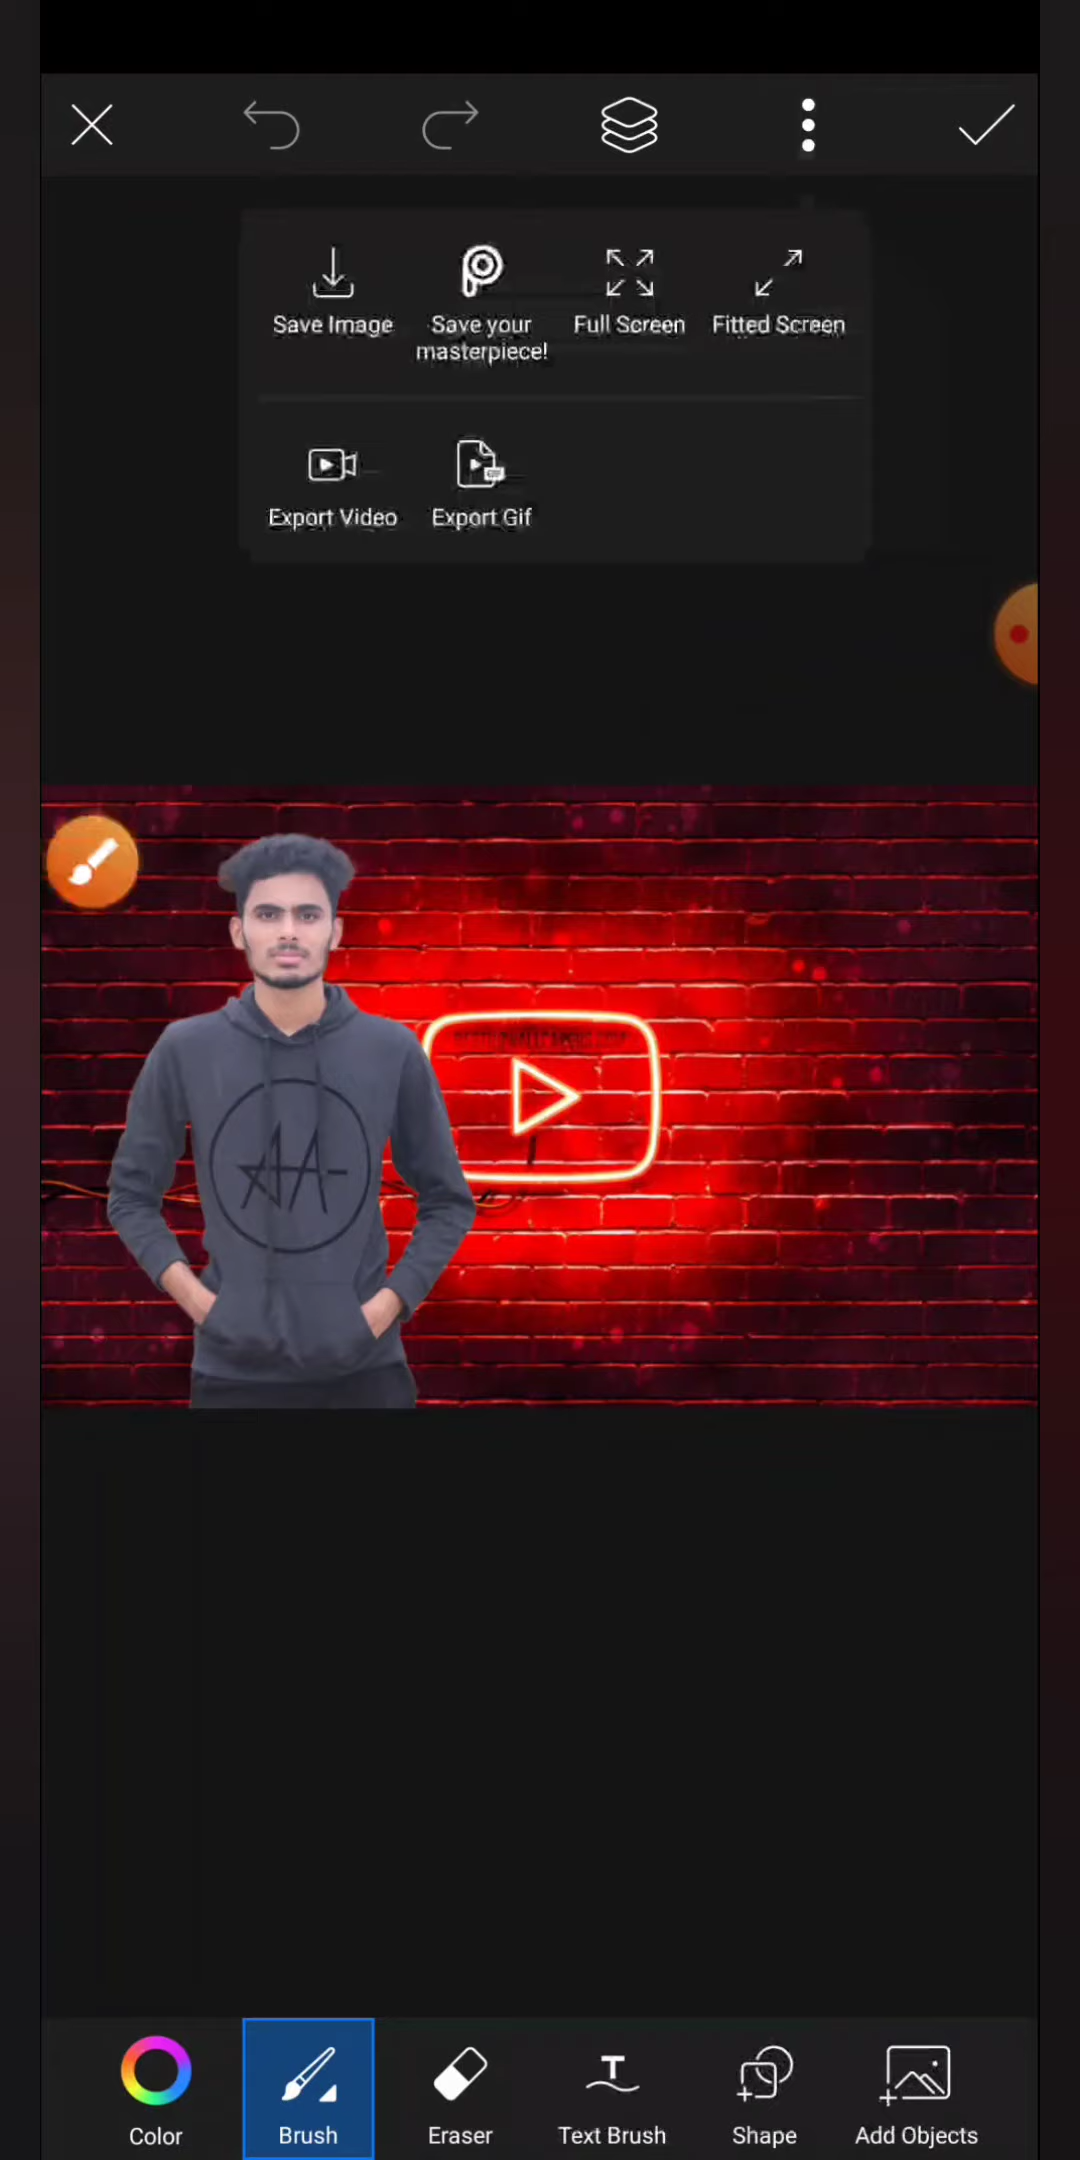 Save Image
Save your
masterpiece!
Full Screen
Fitted Screen
Export Video
Export Gif
Color
Brush
Eraser
Text Brush
Shape
Add Objects